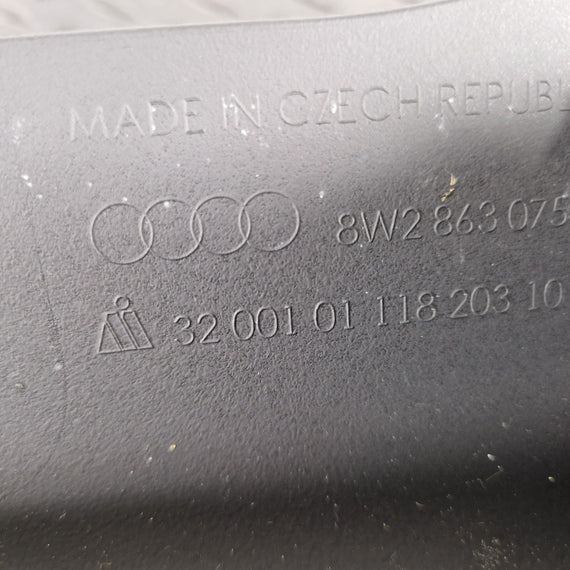 MADE IN CZECH REPUBL
8W2 863 075
32 001 01 118 203 10